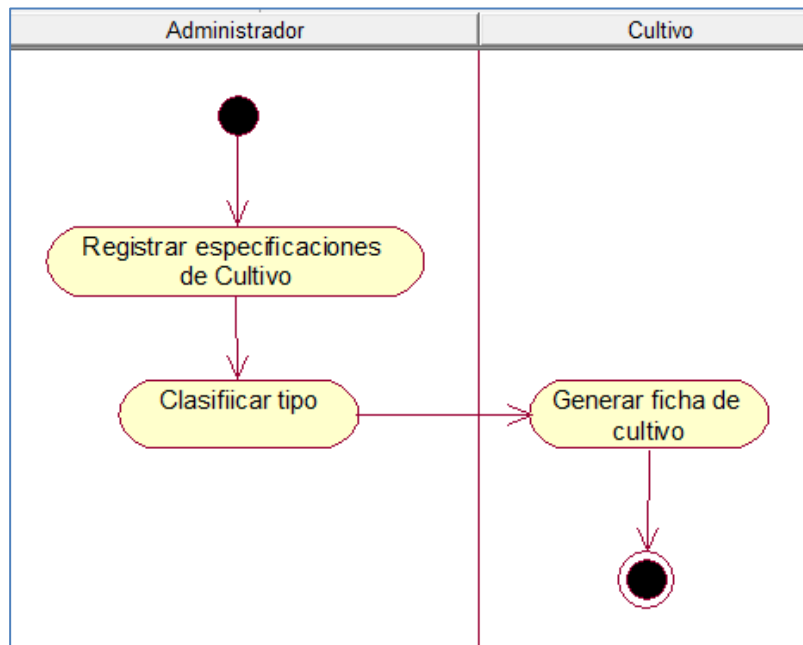 Administrador
Cultivo
Registrar especificaciones
de Cultivo
Clasifiicar tipo
Generar ficha de
cultivo